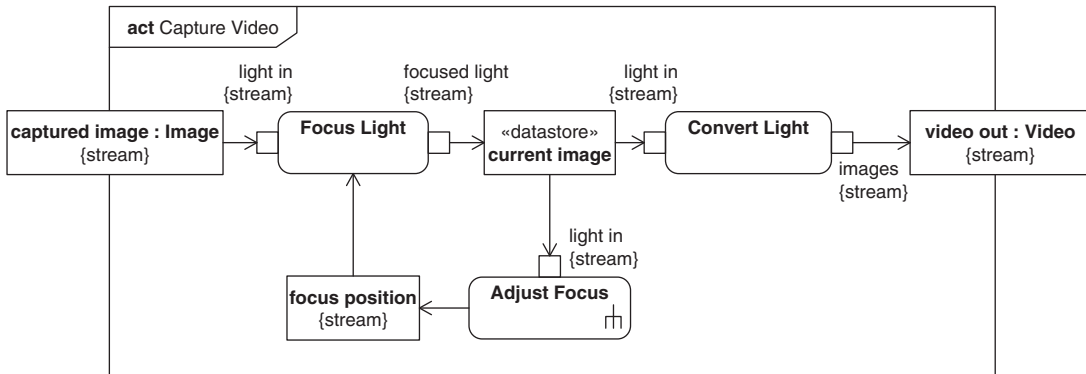 act Capture Video
light in
{stream}
focused light
{stream}
light in
{stream}
captured image : Image
{stream}
Focus Light
«datastore»
current image
Convert Light
video out : Video
{stream}
images
{stream}
light in
{stream}
focus position
{stream}
Adjust Focus